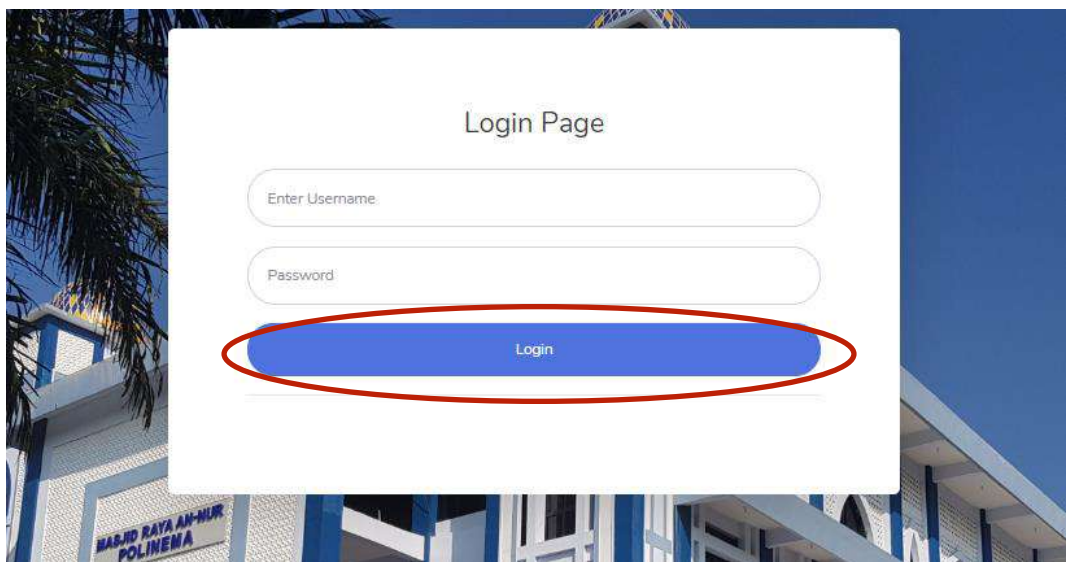 Login Page
Enter Username
Password
Login
MASJID RAYA AN-NUR
POLINEMA